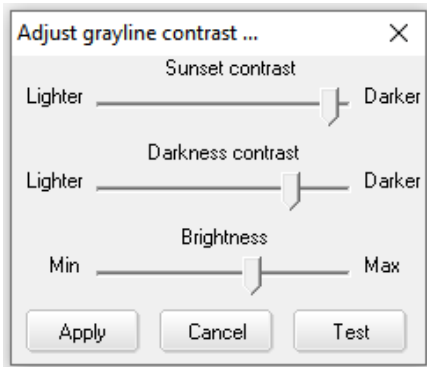 Adjust grayline contrast ...
Sunset contrast
Lighter Darker
Darkness contrast
Lighter Darker
Brightness
Min Max
Apply Cancel Test